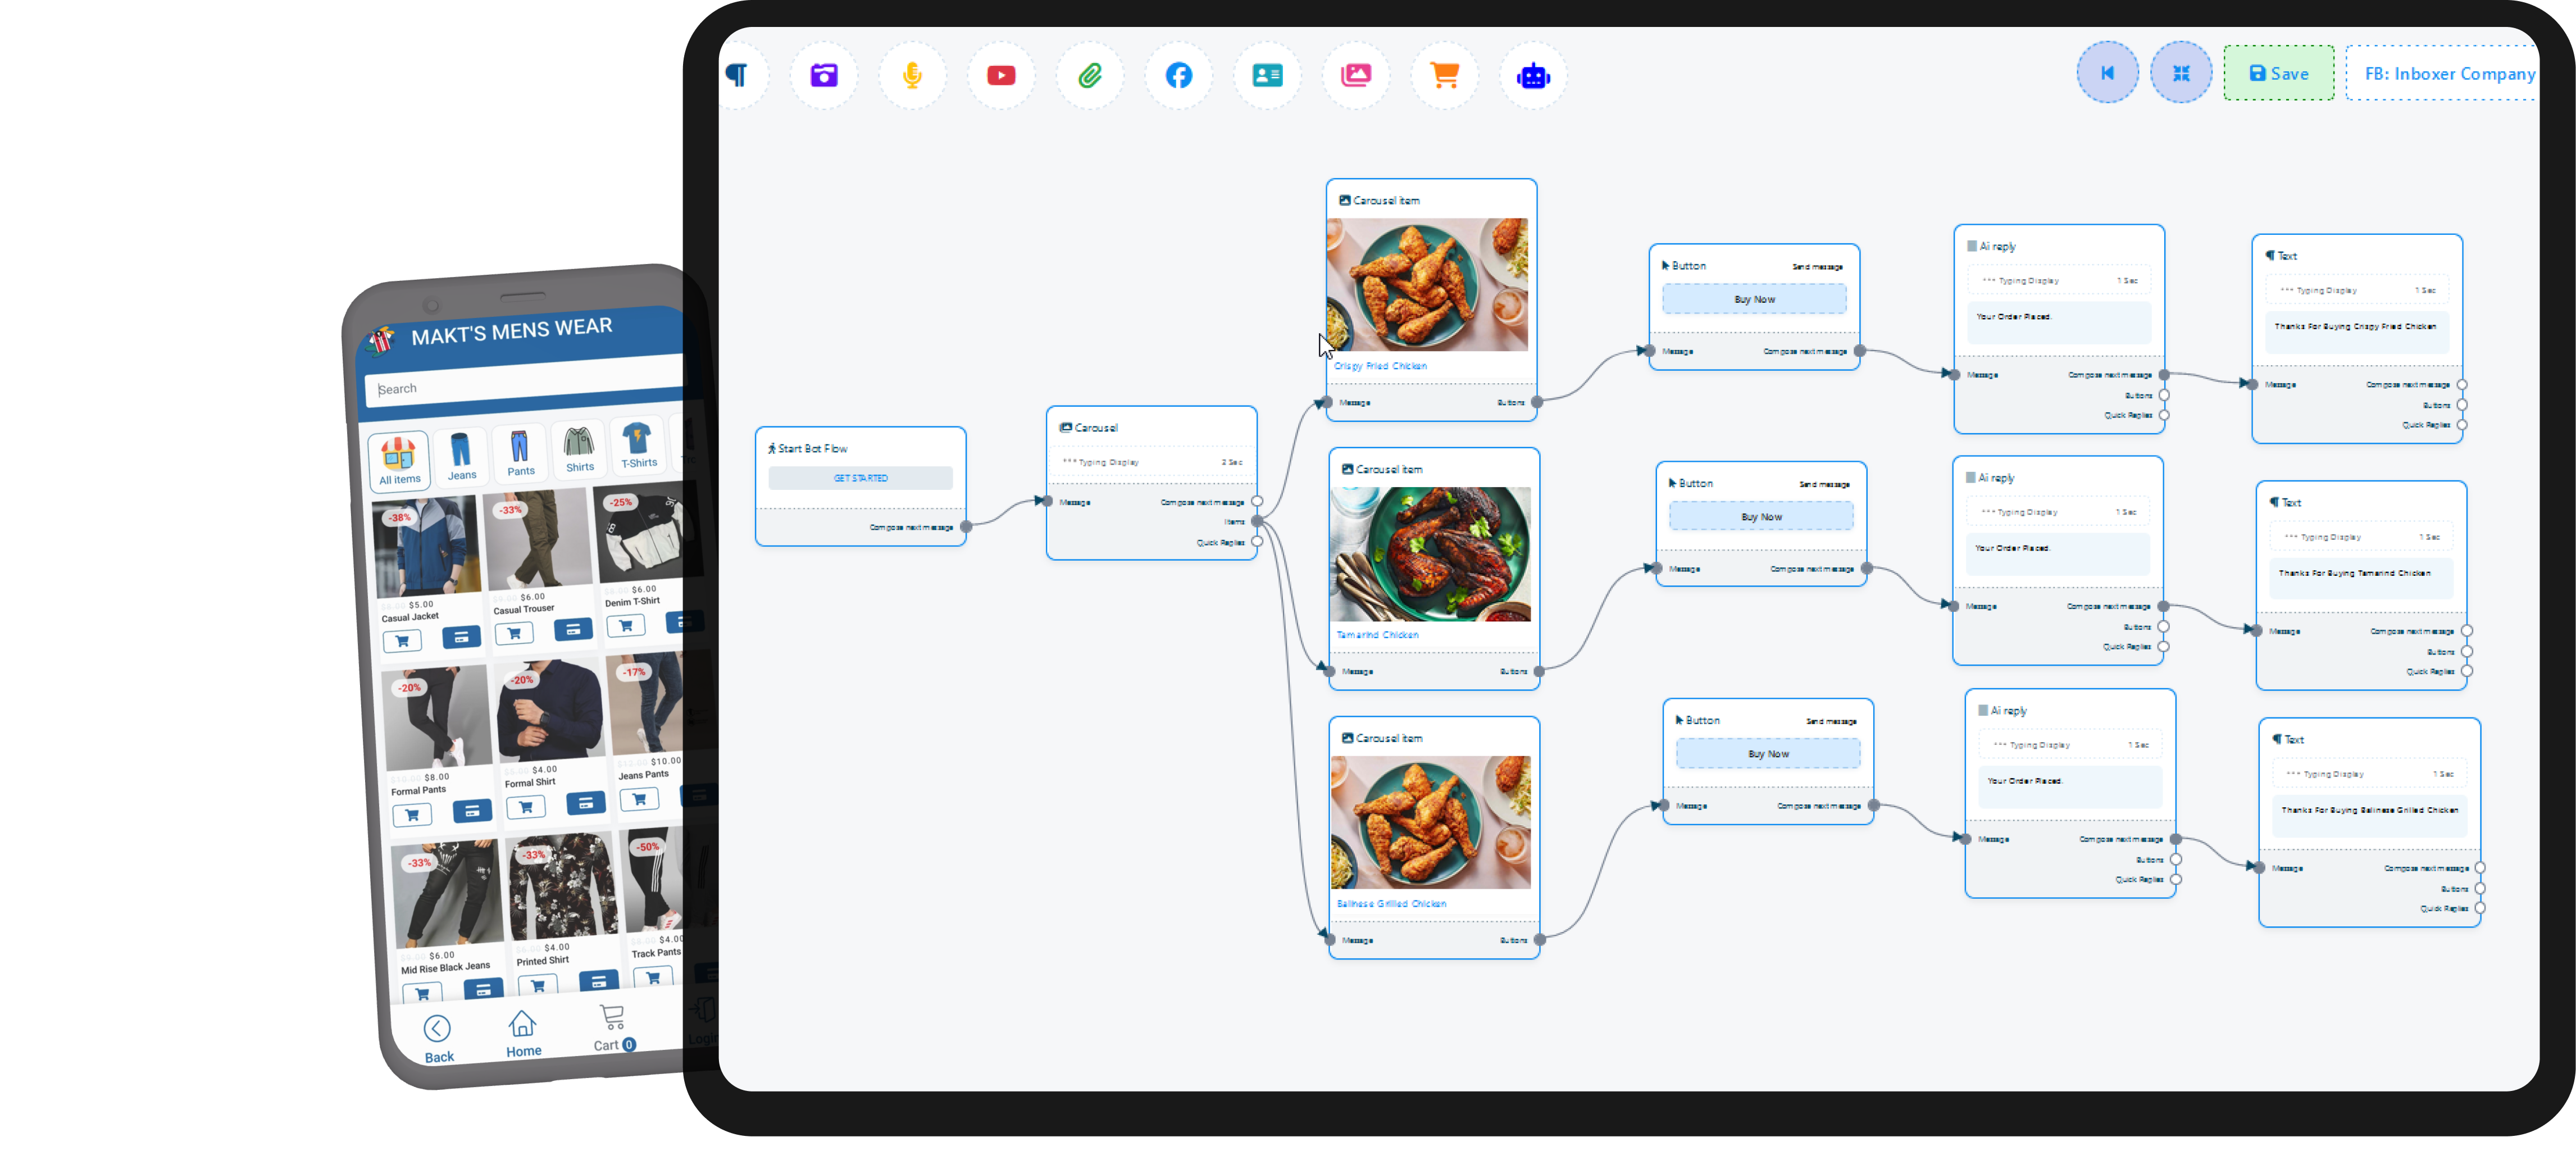 MAKT'S MENS WEAR
Search
All items
Jeans
Pants
Shirts
T-Shirts
-38%
-33%
-25%
$5.00
Casual Jacket
$6.00
Casual Trouser
$6.00
Denim T-Shirt
-20%
-20%
-17%
$8.00
Formal Pants
$4.00
Formal Shirt
$10.00
Jeans Pants
-33%
-33%
-50%
$6.00
Mid Rise Black Jeans
$4.00
Printed Shirt
$4.00
Track Pants
Back
Home
Cart 0
Login
Save
FB: Inboxer Company
Start Bot Flow
GET STARTED
Compose next message
Carousel
Typing Display 2 Sec
Message Compose next message
Items
Quick Replies
Carousel item
Crispy Fried Chicken
Message Buttons
Button Send message
Buy Now
Message Compose next message
Ai reply
Typing Display 1 Sec
Your Order Placed.
Message Compose next message
Buttons
Quick Replies
Text
Typing Display 1 Sec
Thanks For Buying Crispy Fried Chicken
Message Compose next message
Buttons
Quick Replies
Carousel item
Tamarind Chicken
Message Buttons
Button Send message
Buy Now
Message Compose next message
Ai reply
Typing Display 1 Sec
Your Order Placed.
Message Compose next message
Buttons
Quick Replies
Text
Typing Display 1 Sec
Thanks For Buying Tamarind Chicken
Message Compose next message
Buttons
Quick Replies
Carousel item
Balinese Grilled Chicken
Message Buttons
Button Send message
Buy Now
Message Compose next message
Ai reply
Typing Display 1 Sec
Your Order Placed.
Message Compose next message
Buttons
Quick Replies
Text
Typing Display 1 Sec
Thanks For Buying Balinese Grilled Chicken
Message Compose next message
Buttons
Quick Replies